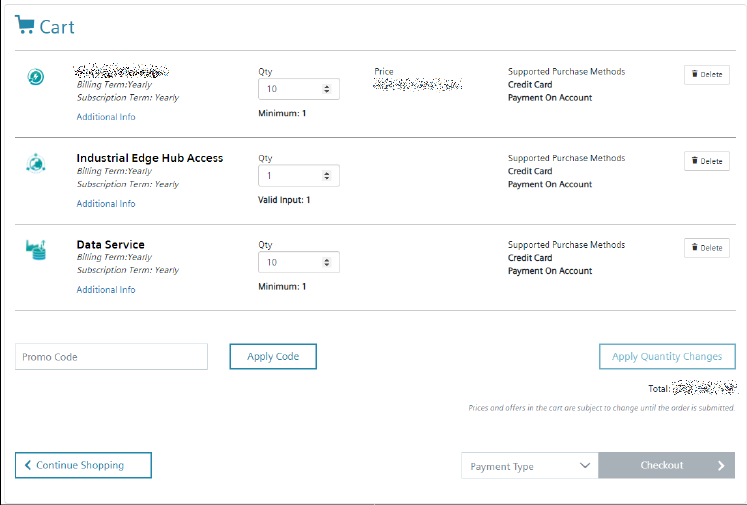 Cart
Qty
Price
Supported Purchase Methods
10
Delete
Billing Term:Yearly
Credit Card
Subscription Term: Yearly
Payment On Account
Additional Info
Minimum: 1
Industrial Edge Hub Access
Qty
Supported Purchase Methods
Delete
Billing Term:Yearly
1
Credit Card
Subscription Term: Yearly
Payment On Account
Additional Info
Valid Input: 1
Data Service
Qty
Supported Purchase Methods
Delete
Billing Term:Yearly
10
Credit Card
Subscription Term: Yearly
Payment On Account
Additional Info
Minimum: 1
Promo Code
Apply Code
Apply Quantity Changes
Total:
Prices and offers in the cart are subject to change until the order is submitted.
Continue Shopping
Payment Type
Checkout